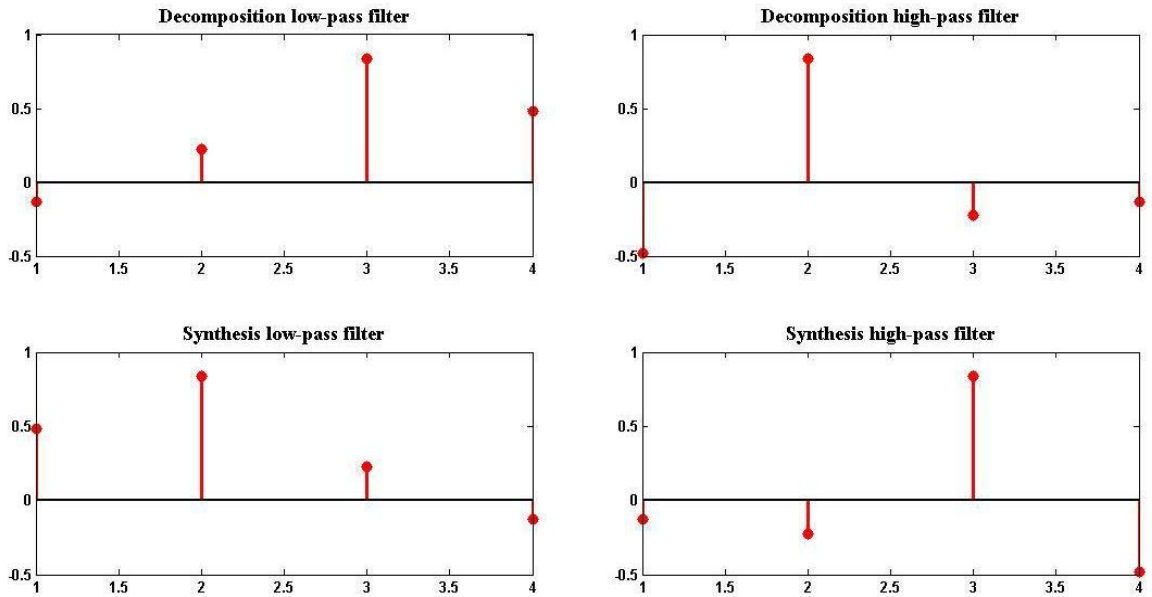 Decomposition low-pass filter
1
0.5
0
-0.5
1 1.5 2 2.5 3 3.5 4
Decomposition high-pass filter
1
0.5
0
-0.5
1 1.5 2 2.5 3 3.5 4
Synthesis low-pass filter
1
0.5
0
-0.5
1 1.5 2 2.5 3 3.5 4
Synthesis high-pass filter
1
0.5
0
-0.5
1 1.5 2 2.5 3 3.5 4